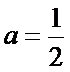 a = 1/2